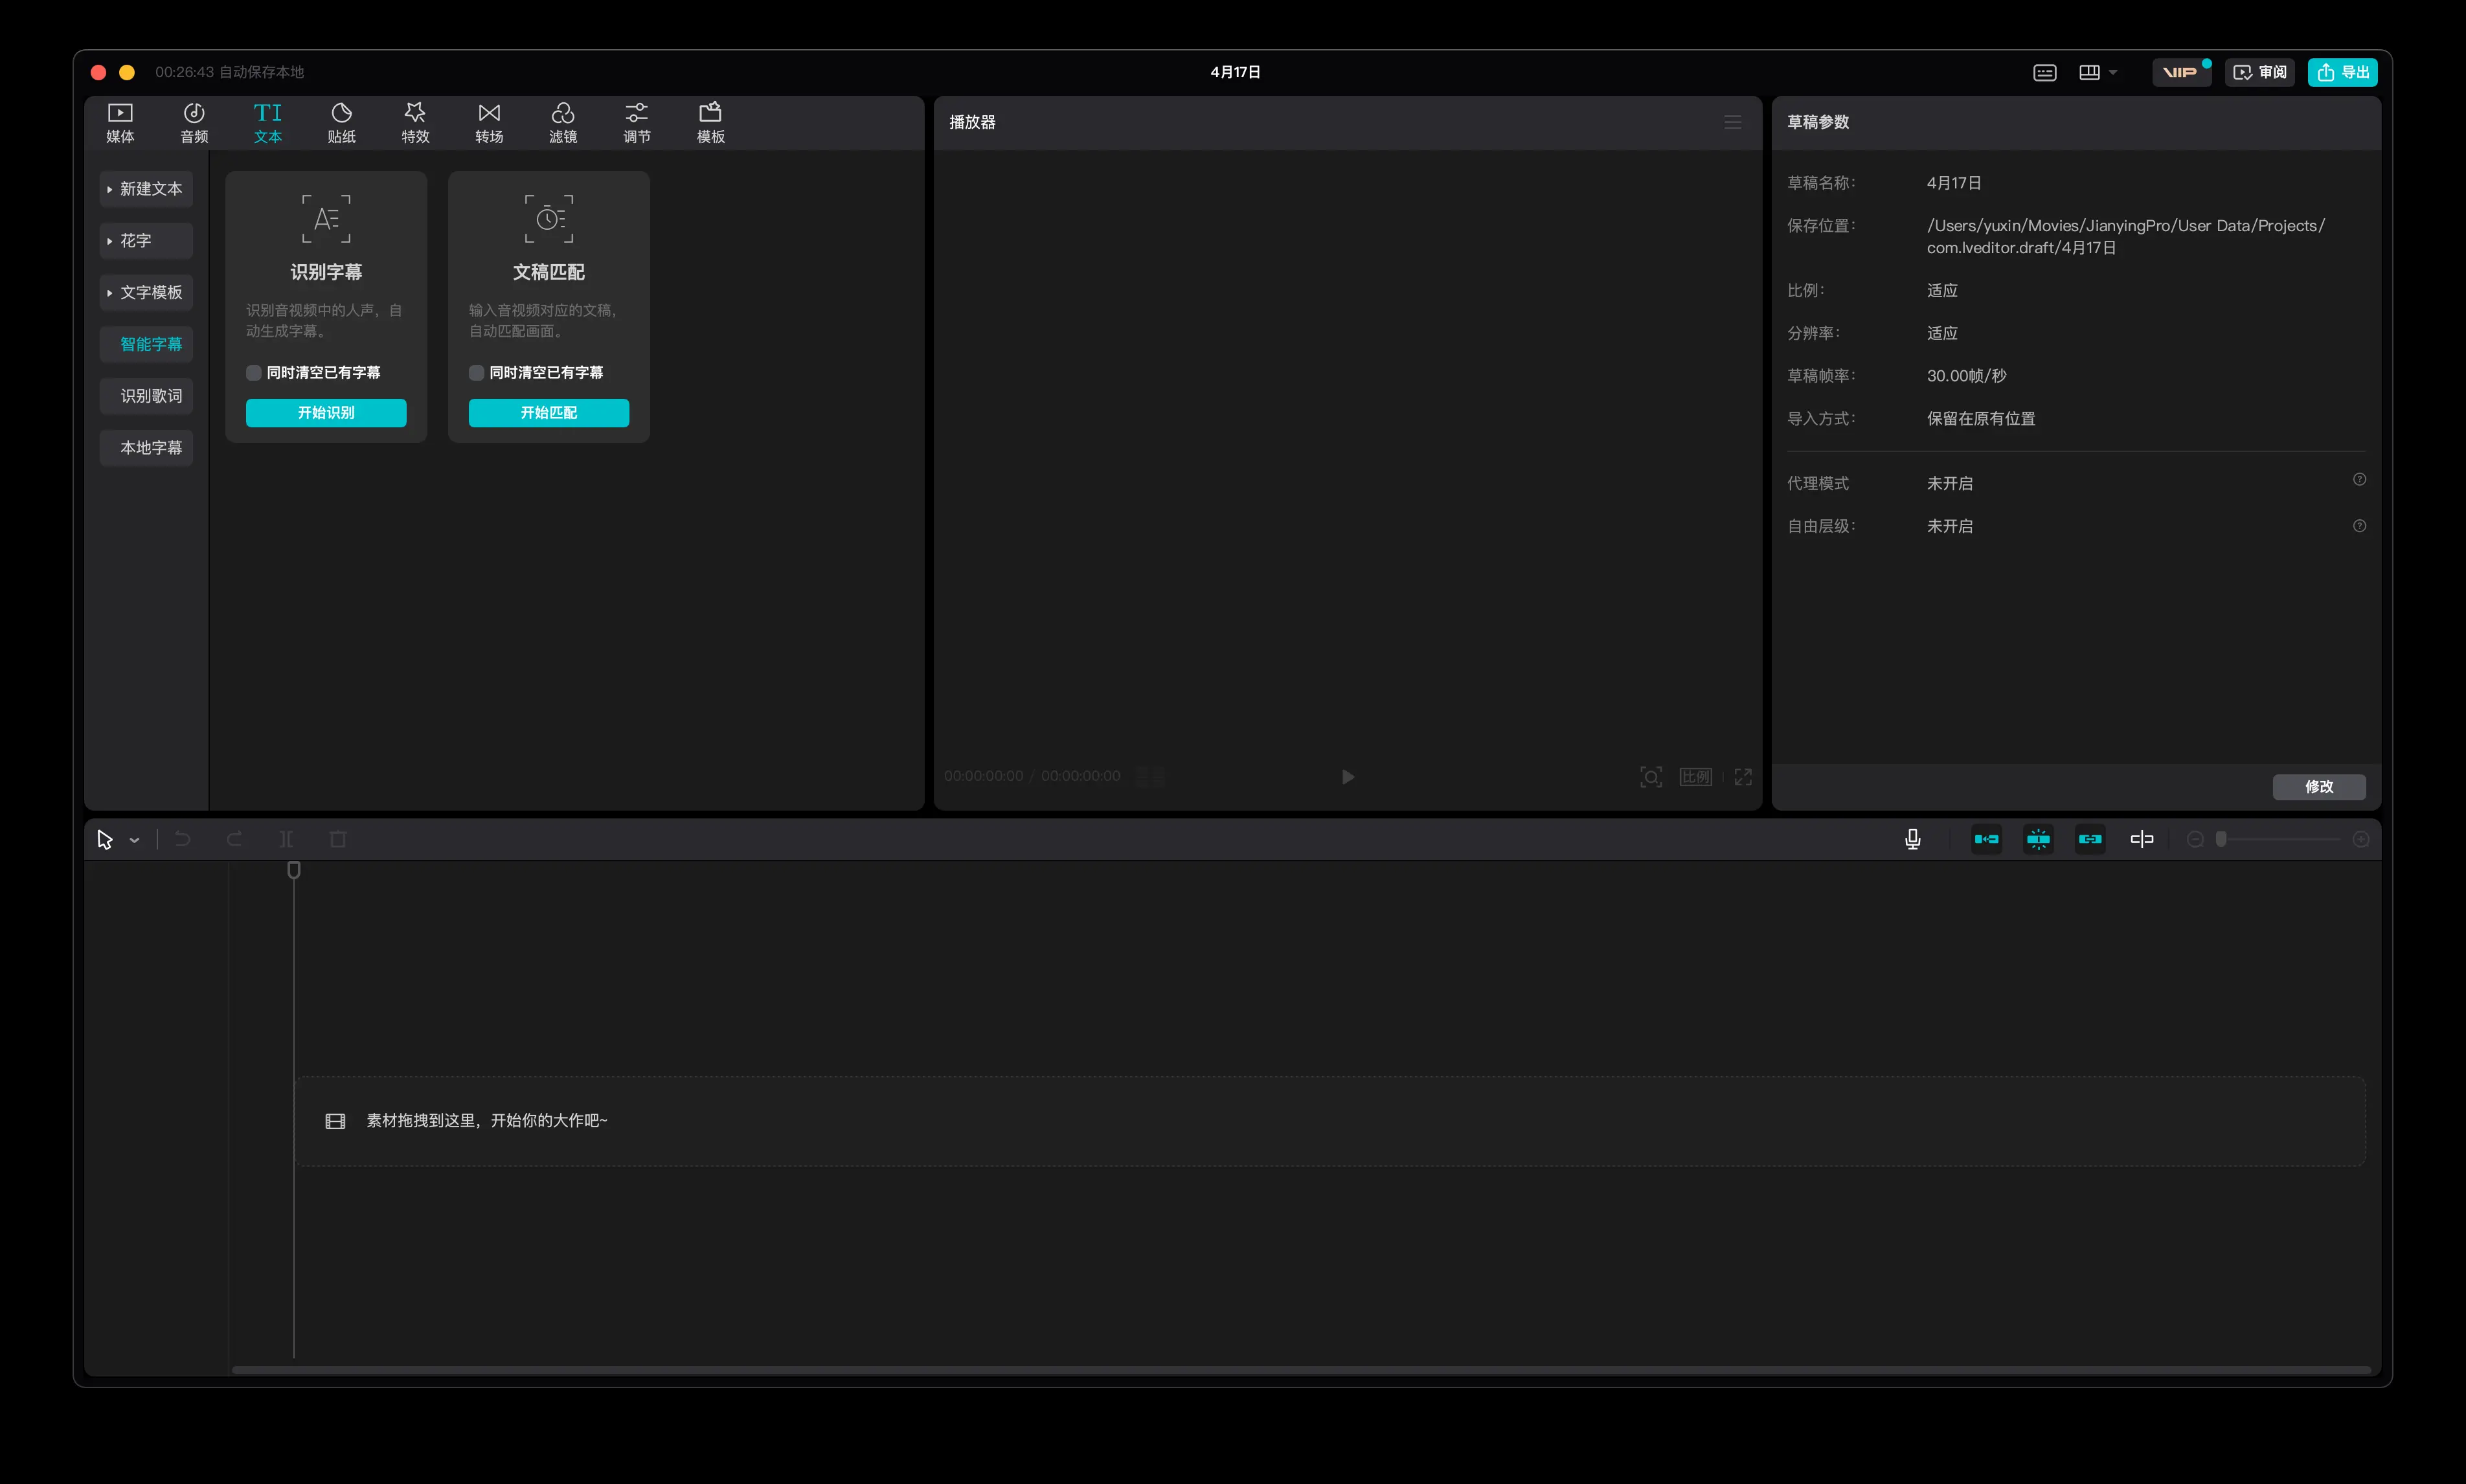 00:26:43 自动保存本地
4月17日
VIP
审阅
导出
媒体
音频
TI
文本
贴纸
特效
转场
滤镜
调节
模板
新建文本
花字
文字模板
智能字幕
识别歌词
本地字幕
A
识别字幕
识别音视频中的人声，自
动生成字幕。
同时清空已有字幕
开始识别
文稿匹配
输入音视频对应的文稿，
自动匹配画面。
同时清空已有字幕
开始匹配
播放器
00:00:00:00 / 00:00:00:00
比例
草稿参数
草稿名称： 4月17日
保存位置： /Users/yuxin/Movies/JianyingPro/User Data/Projects/
com.lveditor.draft/4月17日
比例： 适应
分辨率： 适应
草稿帧率： 30.00帧/秒
导入方式： 保留在原有位置
代理模式 未开启
自由层级： 未开启
修改
素材拖拽到这里，开始你的大作吧~